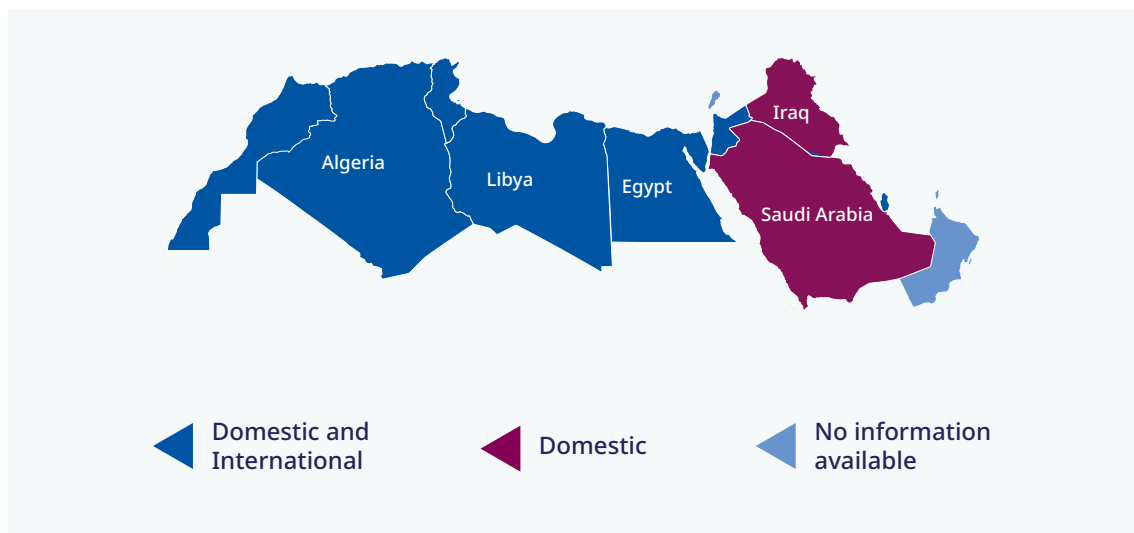 Iraq
Algeria
Libya
Egypt
Saudi Arabia
Domestic and
International
Domestic
No information
available